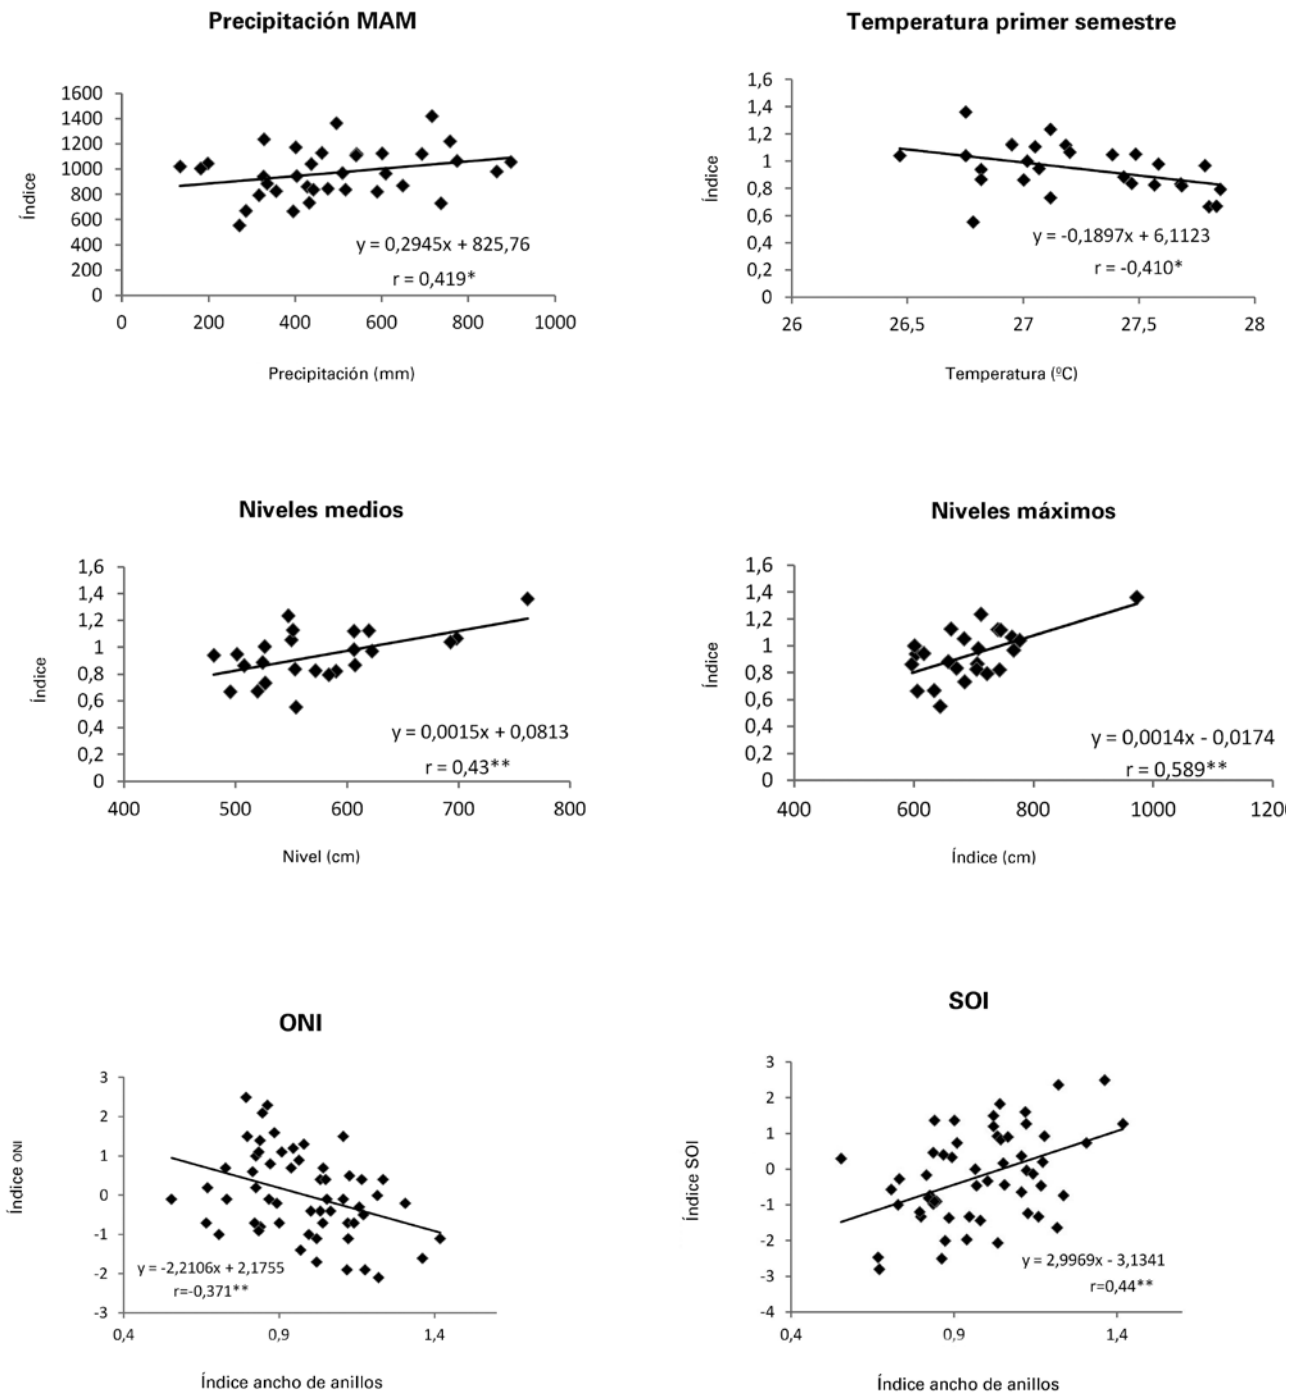 Precipitación MAM
Índice
1600
1400
1200
1000
800
600
400
200
0
y = 0,2945x + 825,76
r = 0,419*
0 200 400 600 800 1000
Precipitación (mm)
Temperatura primer semestre
Índice
1,6
1,4
1,2
1
0,8
0,6
0,4
0,2
0
y = -0,1897x + 6,1123
r = -0,410*
26 26,5 27 27,5 28
Temperatura (ºC)
Niveles medios
Índice
1,6
1,4
1,2
1
0,8
0,6
0,4
0,2
0
y = 0,0015x + 0,0813
r = 0,43**
400 500 600 700 800
Nivel (cm)
Niveles máximos
Índice
1,6
1,4
1,2
1
0,8
0,6
0,4
0,2
0
y = 0,0014x - 0,0174
r = 0,589**
400 600 800 1000 120
Índice (cm)
ONI
Índice ONI
3
2
1
0
-1
-2
-3
y = -2,2106x + 2,1755
r=-0,371**
0,4 0,9 1,4
Índice ancho de anillos
SOI
Índice SOI
3
2
1
0
-1
-2
-3
-4
y = 2,9969x - 3,1341
r=0,44**
0,4 0,9 1,4
Índice ancho de anillos